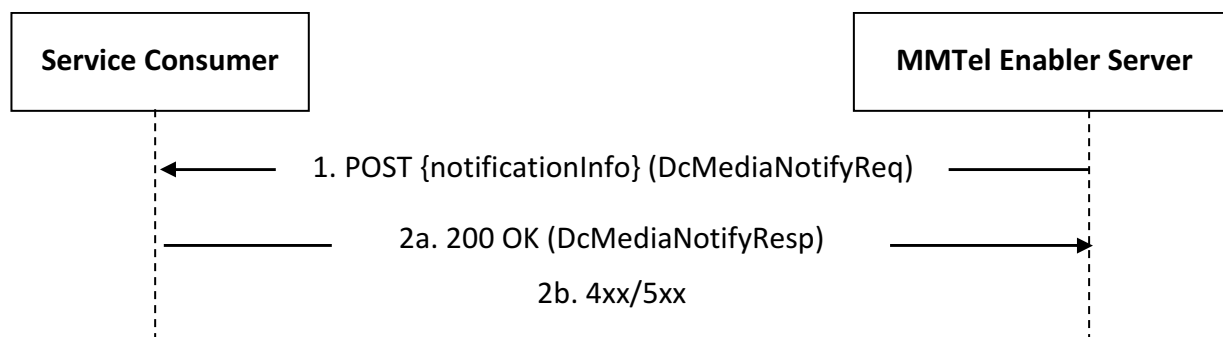 Service Consumer
MMTel Enabler Server
1. POST {notificationInfo} (DcMediaNotifyReq)
2a. 200 OK (DcMediaNotifyResp)
2b. 4xx/5xx